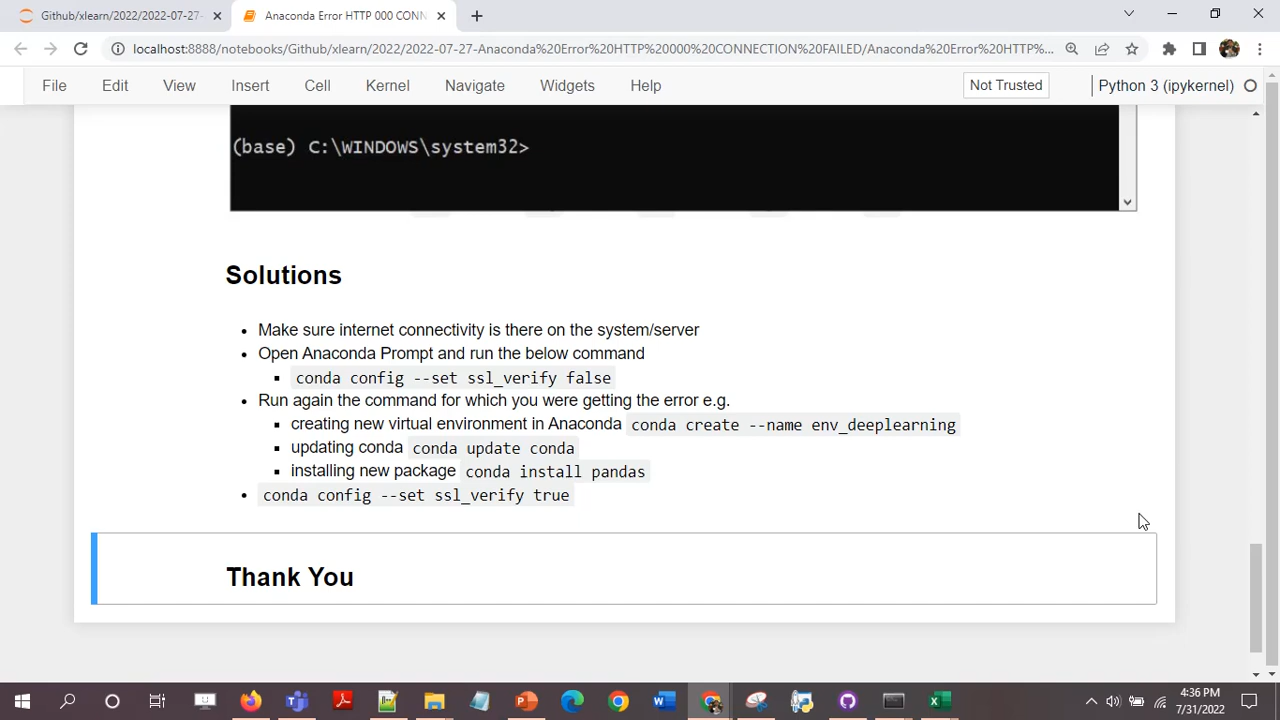 Github/xlearn/2022/2022-07-27-
Anaconda Error HTTP 000 CONN
localhost:8888/notebooks/Github/xlearn/2022/2022-07-27-Anaconda%20Error%20HTTP%20000%20CONNECTION%20FAILED/Anaconda%20Error%20HTTP%...
File Edit View Insert Cell Kernel Navigate Widgets Help Not Trusted Python 3 (ipykernel)
(base) C:\WINDOWS\system32>
Solutions
Make sure internet connectivity is there on the system/server
Open Anaconda Prompt and run the below command
conda config --set ssl_verify false
Run again the command for which you were getting the error e.g.
creating new virtual environment in Anaconda conda create --name env_deeplearning
updating conda conda update conda
installing new package conda install pandas
conda config --set ssl_verify true
Thank You
4:36 PM
7/31/2022